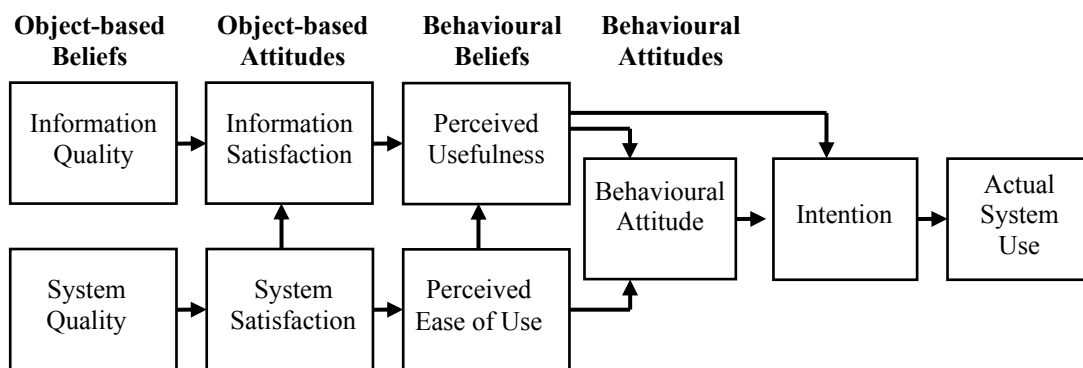 Object-based
Beliefs
Object-based
Attitudes
Behavioural
Beliefs
Behavioural
Attitudes
Information
Quality
Information
Satisfaction
Perceived
Usefulness
Behavioural
Attitude
Intention
Actual
System
Use
System
Quality
System
Satisfaction
Perceived
Ease of Use